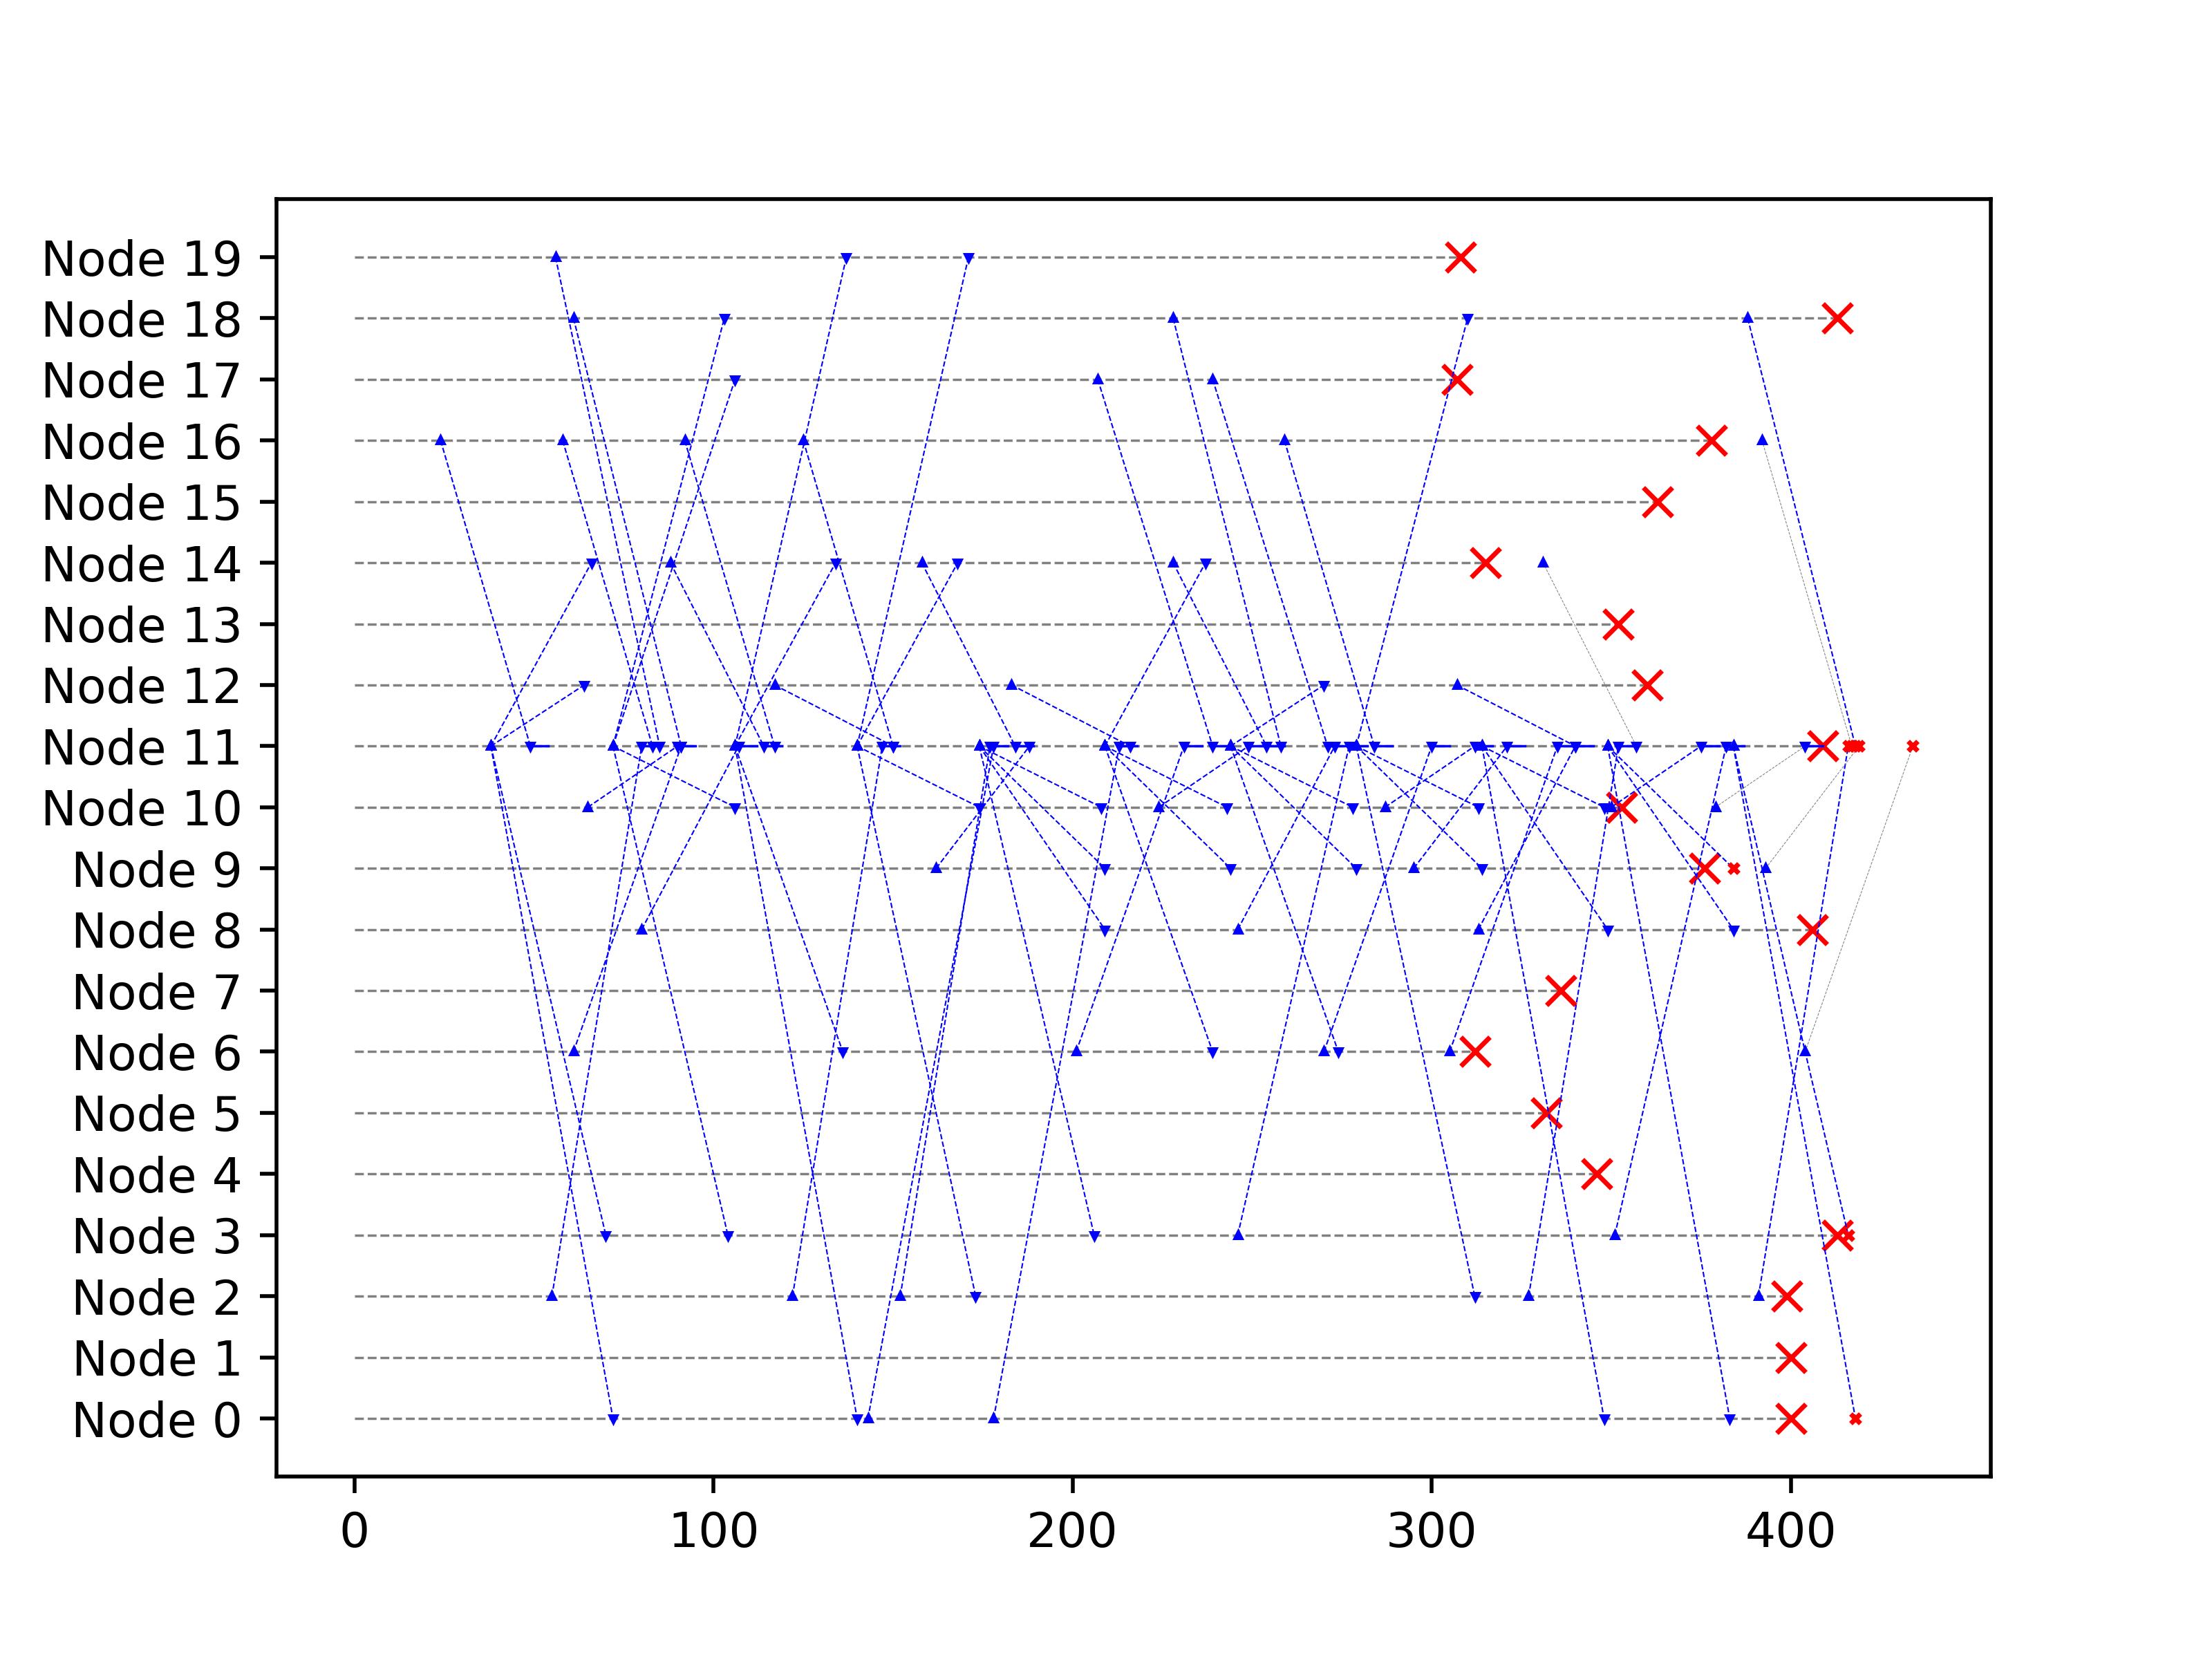 Node 19
Node 18
Node 17
Node 16
Node 15
Node 14
Node 13
Node 12
Node 11
Node 10
Node 9
Node 8
Node 7
Node 6
Node 5
Node 4
Node 3
Node 2
Node 1
Node 0
0 100 200 300 400